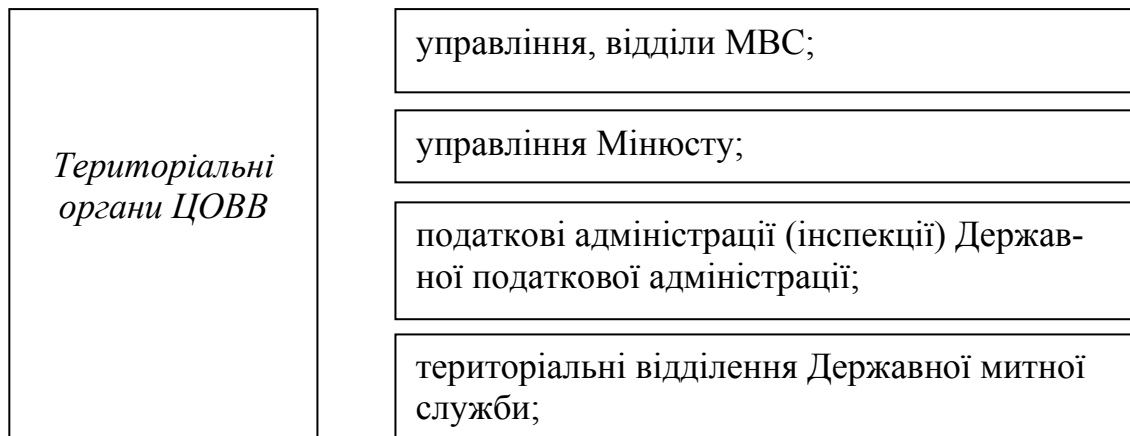 Територіальні
органи ЦОВВ
управління, відділи МВС;
управління Мінюсту;
податкові адміністрації (інспекції) Держав-
ної податкової адміністрації;
територіальні відділення Державної митної
служби;